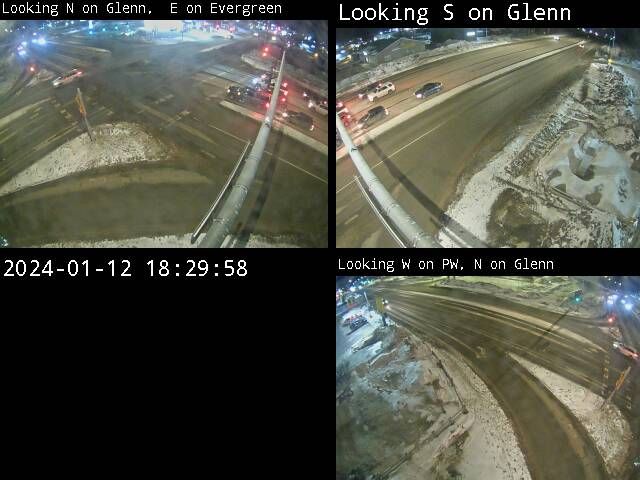 Looking N on Glenn,  E on Evergreen
Looking S on Glenn
2024-01-12 18:29:58
Looking W on PW, N on Glenn